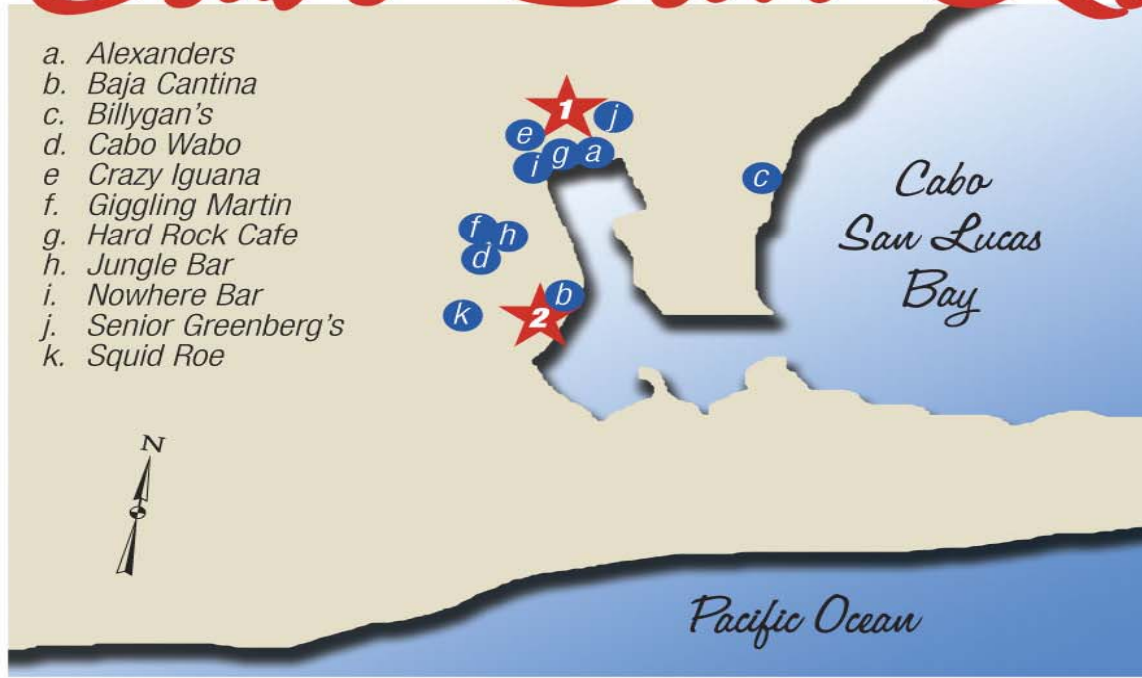 a. Alexanders
b. Baja Cantina
c. Billygan's
d. Cabo Wabo
e Crazy Iguana
f. Giggling Martin
g. Hard Rock Cafe
h. Jungle Bar
i. Nowhere Bar
j. Senior Greenberg's
k. Squid Roe
1
j
e
i
g
a
c
f
h
d
b
2
k
Cabo
San Lucas
Bay
N
Pacific Ocean